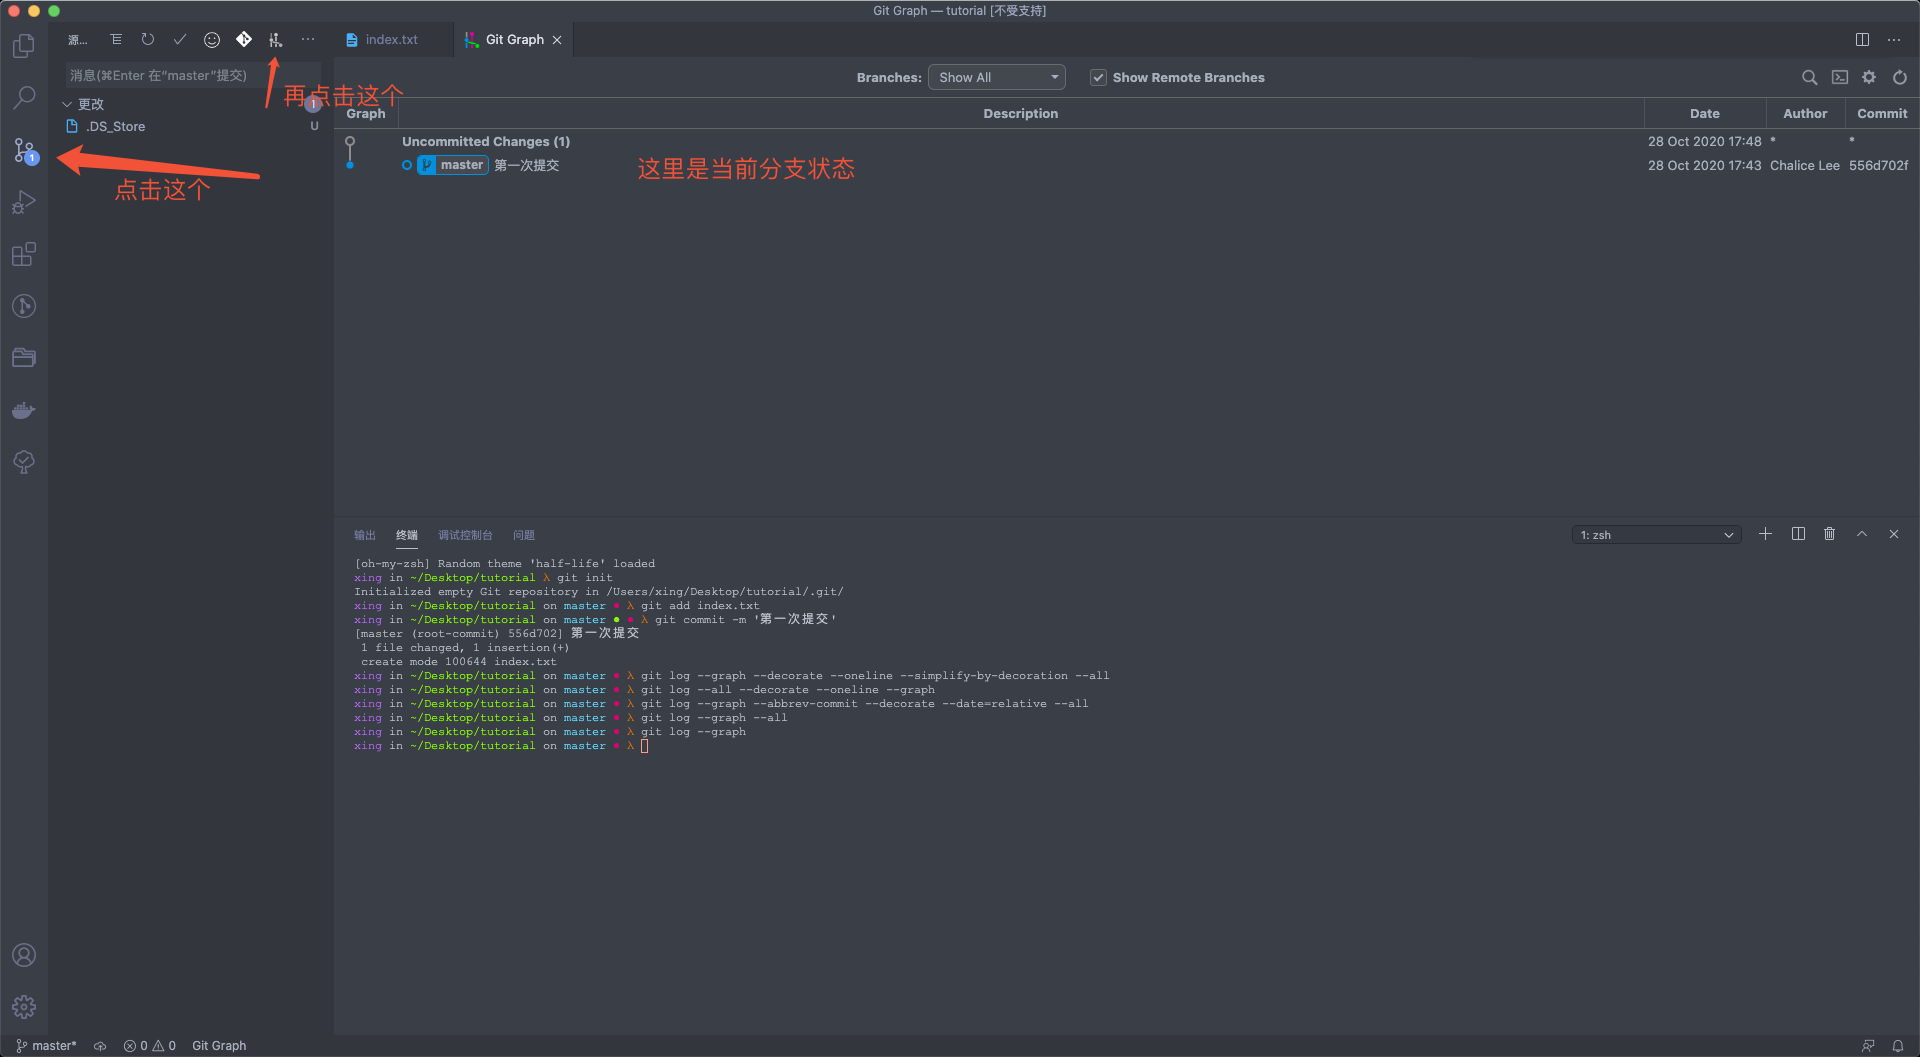 Git Graph — tutorial [不受支持]
源...
index.txt
Git Graph
消息(⌘Enter 在“master”提交)
再点击这个
更改
1
.DS_Store
U
1
点击这个
Branches:
Show All
Show Remote Branches
Graph
Description
Date
Author
Commit
Uncommitted Changes (1)
28 Oct 2020 17:48
*
*
master
第一次提交
这里是当前分支状态
28 Oct 2020 17:43
Chalice Lee
556d702f
输出
终端
调试控制台
问题
1: zsh
[oh-my-zsh] Random theme 'half-life' loaded
xing in ~/Desktop/tutorial λ git init
Initialized empty Git repository in /Users/xing/Desktop/tutorial/.git/
xing in ~/Desktop/tutorial on master • λ git add index.txt
xing in ~/Desktop/tutorial on master • • λ git commit -m '第一次提交'
[master (root-commit) 556d702] 第一次提交
1 file changed, 1 insertion(+)
create mode 100644 index.txt
xing in ~/Desktop/tutorial on master • λ git log --graph --decorate --oneline --simplify-by-decoration --all
xing in ~/Desktop/tutorial on master • λ git log --all --decorate --oneline --graph
xing in ~/Desktop/tutorial on master • λ git log --graph --abbrev-commit --decorate --date=relative --all
xing in ~/Desktop/tutorial on master • λ git log --graph --all
xing in ~/Desktop/tutorial on master • λ git log --graph
xing in ~/Desktop/tutorial on master • λ
master*
0
0
Git Graph